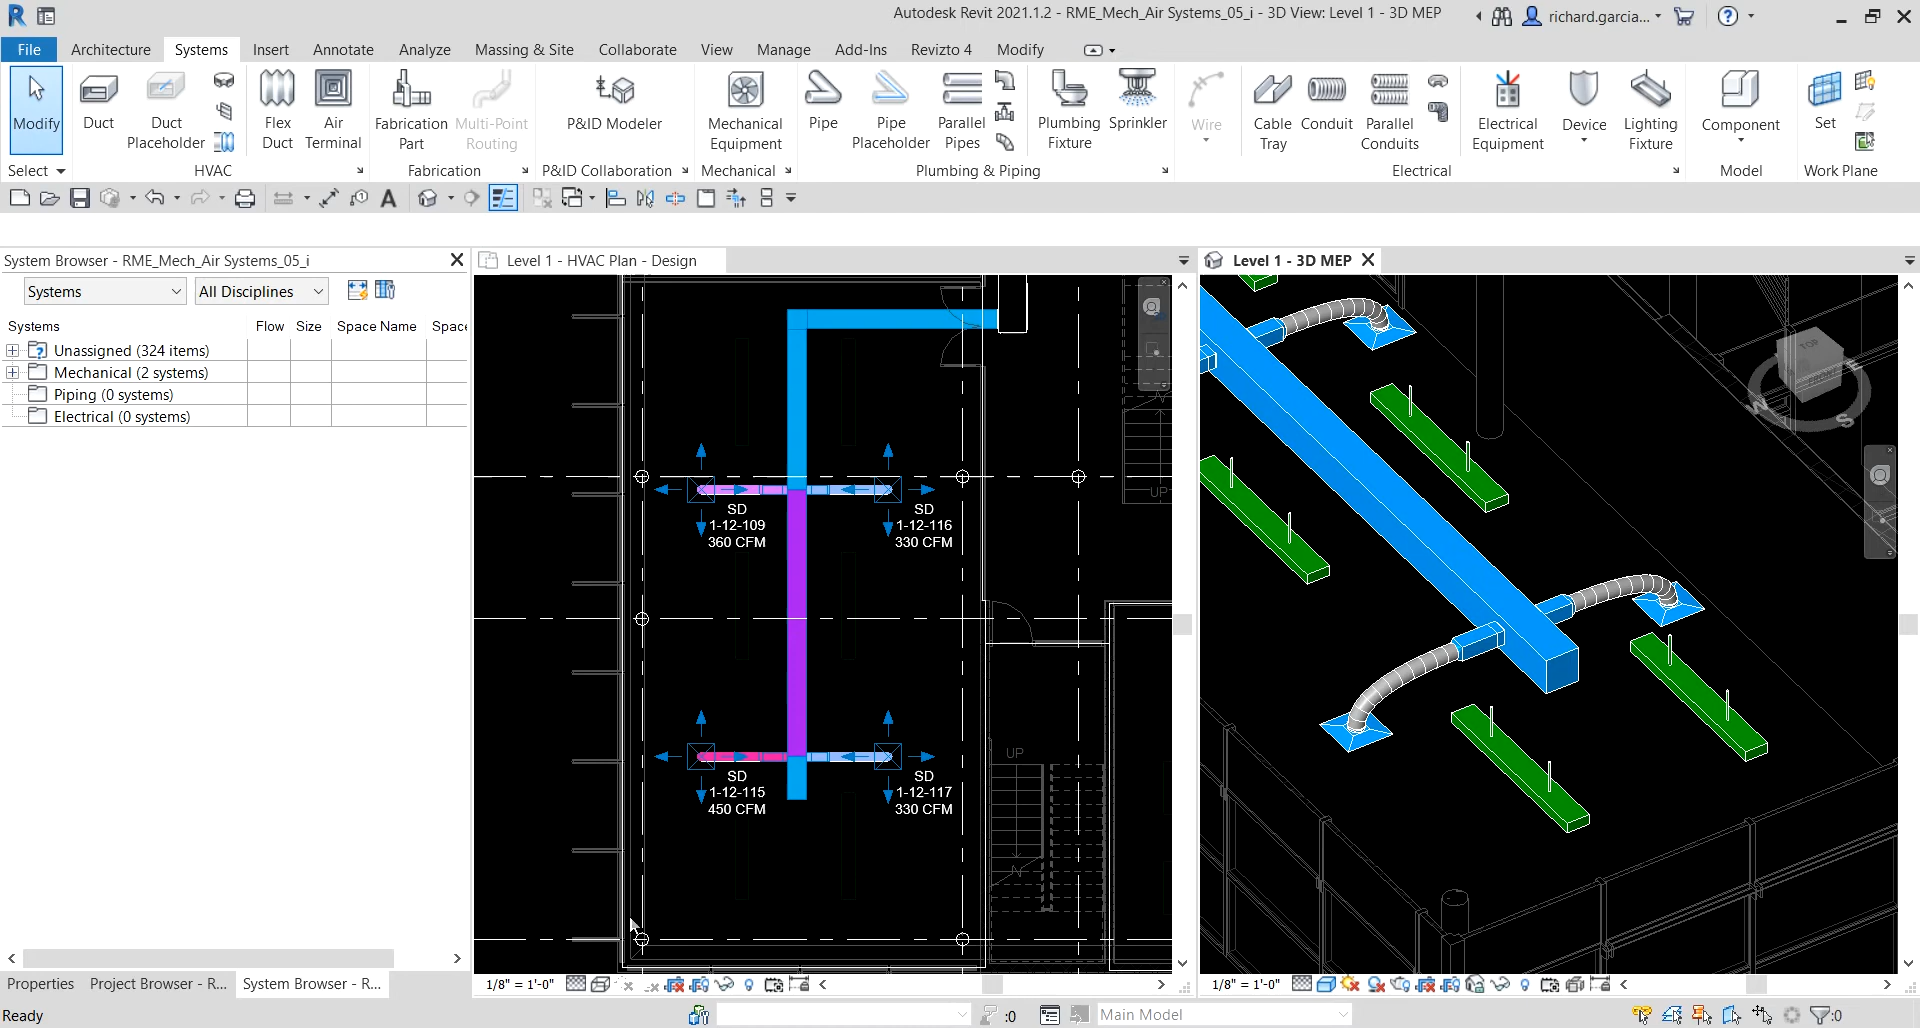 Autodesk Revit 2021.1.2 - RME_Mech_Air Systems_05_i - 3D View: Level 1 - 3D MEP
richard.garcia...
File Architecture Systems Insert Annotate Analyze Massing & Site Collaborate View Manage Add-Ins Revizto 4 Modify
Modify
Duct
Duct Placeholder
Flex Duct
Air Terminal
Fabrication Part
Multi-Point Routing
P&ID Modeler
Mechanical Equipment
Pipe
Pipe Placeholder
Parallel Pipes
Plumbing Fixture
Sprinkler
Wire
Cable Tray
Conduit
Parallel Conduits
Electrical Equipment
Device
Lighting Fixture
Component
Set
Select HVAC Fabrication P&ID Collaboration Mechanical Plumbing & Piping Electrical Model Work Plane
System Browser - RME_Mech_Air Systems_05_i
Level 1 - HVAC Plan - Design
Level 1 - 3D MEP
Systems All Disciplines
Systems Flow Size Space Name Space
Unassigned (324 items)
Mechanical (2 systems)
Piping (0 systems)
Electrical (0 systems)
SD
1-12-109
360 CFM
SD
1-12-116
330 CFM
SD
1-12-115
450 CFM
SD
1-12-117
330 CFM
UP
UP
N
N
TOP
FRONT
W
S
E
Properties Project Browser - R... System Browser - R...
1/8" = 1'-0"
1/8" = 1'-0"
Ready
:0
Main Model
:0